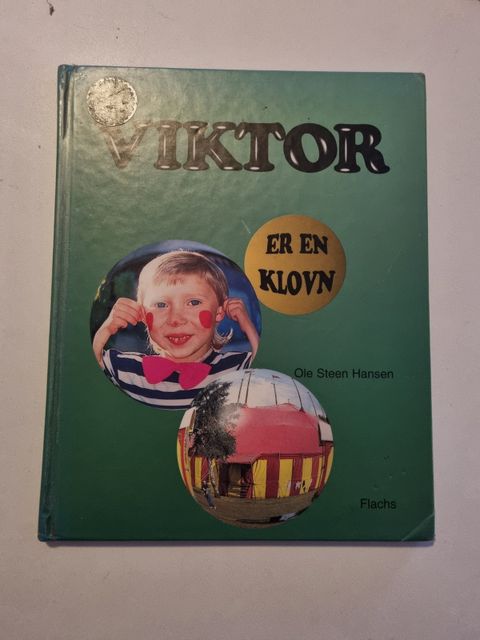 VIKTOR
ER EN
KLOVN
Ole Steen Hansen
Flachs